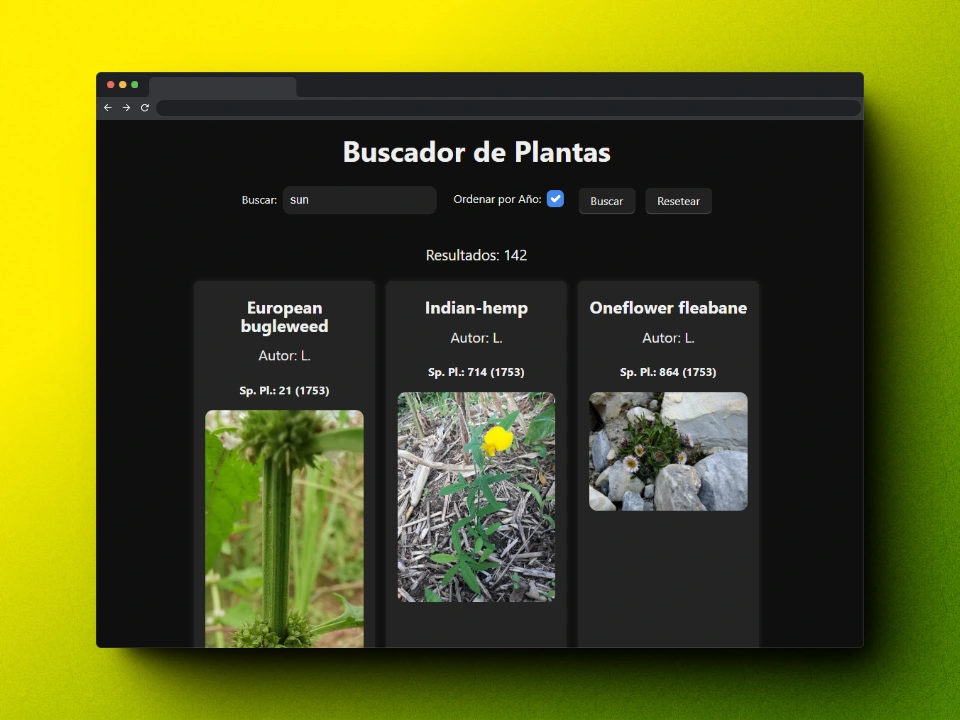 Buscador de Plantas
Buscar: sun Ordenar por Año: Buscar Resetear
Resultados: 142
European
bugleweed
Autor: L.
Sp. Pl.: 21 (1753)
Indian-hemp
Autor: L.
Sp. Pl.: 714 (1753)
Oneflower fleabane
Autor: L.
Sp. Pl.: 864 (1753)